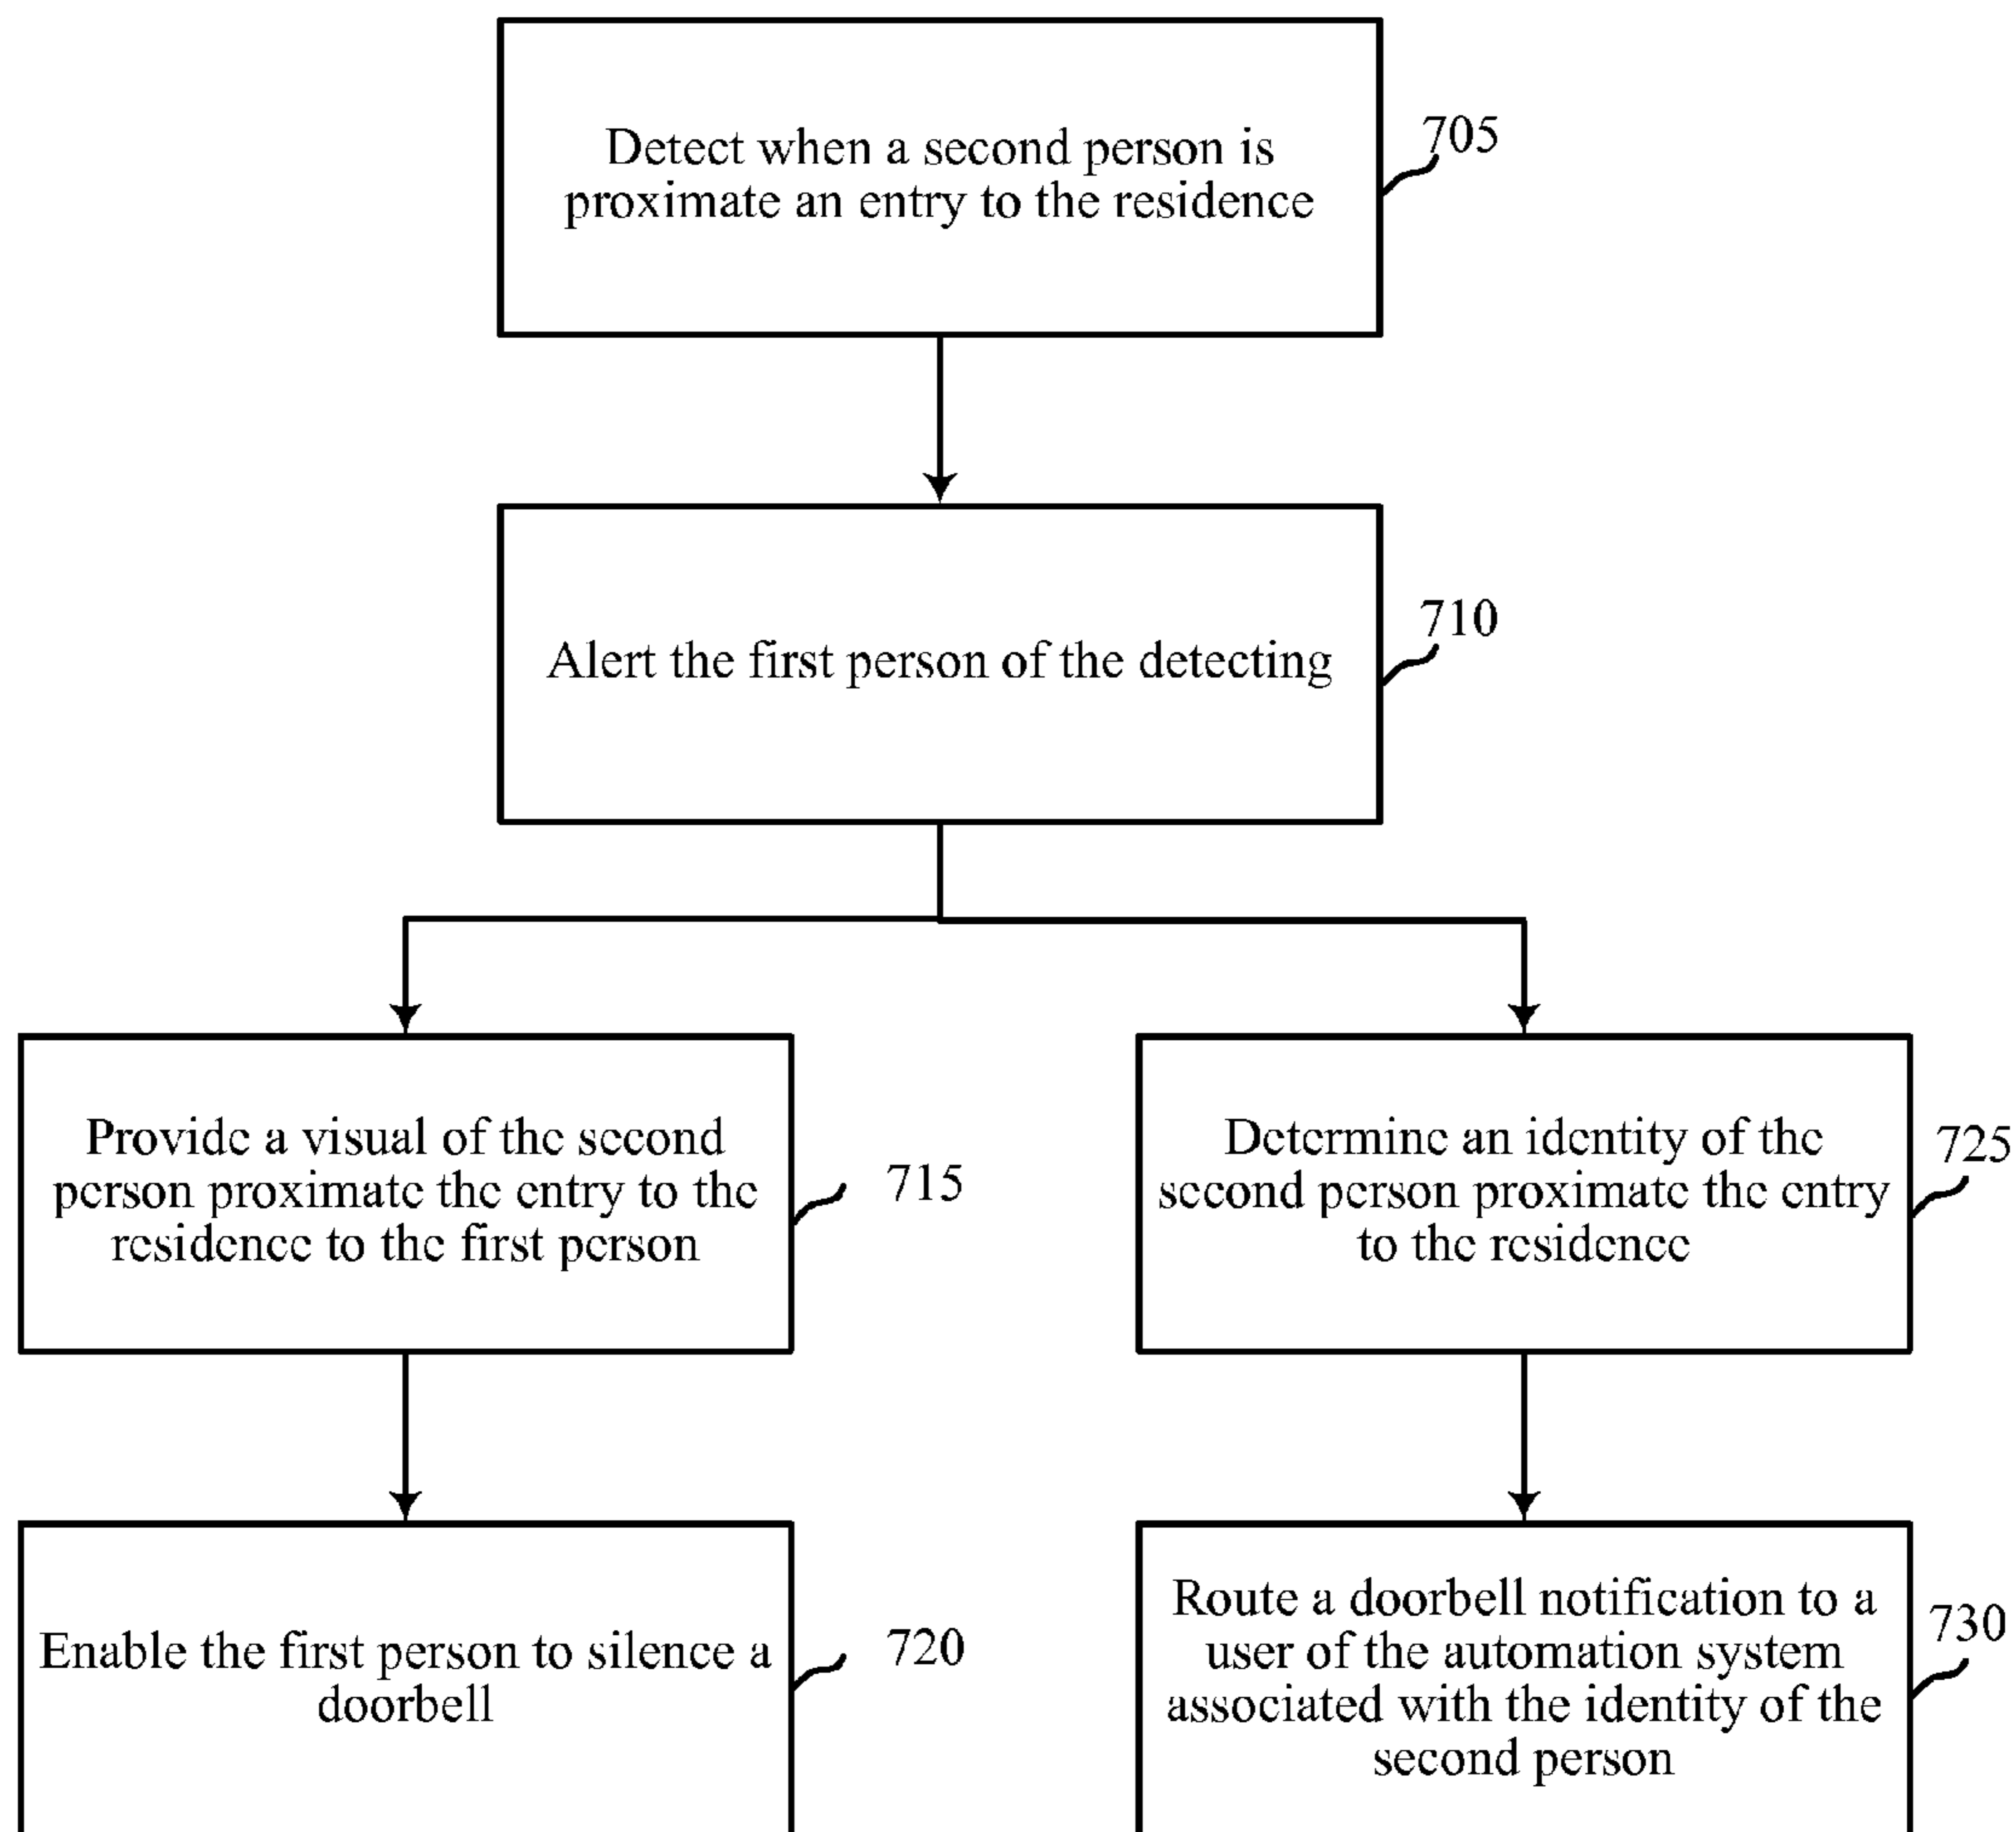 Detect when a second person is
proximate an entry to the residence
705
Alert the first person of the detecting
710
Provide a visual of the second
person proximate the entry to the
residence to the first person
715
Determine an identity of the
second person proximate the entry
to the residence
725
Enable the first person to silence a
doorbell
720
Route a doorbell notification to a
user of the automation system
associated with the identity of the
second person
730